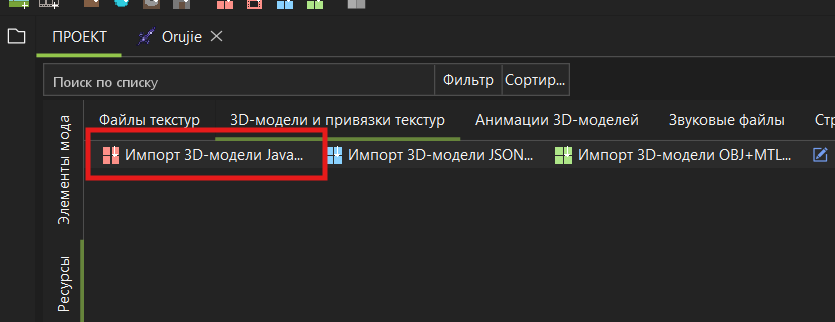 ПРОЕКТ Orujie
Поиск по списку Фильтр Сортир...
Файлы текстур 3D-модели и привязки текстур Анимации 3D-моделей Звуковые файлы Стр
Импорт 3D-модели Java... Импорт 3D-модели JSON... Импорт 3D-модели OBJ+MTL...
Элементы мода
Ресурсы